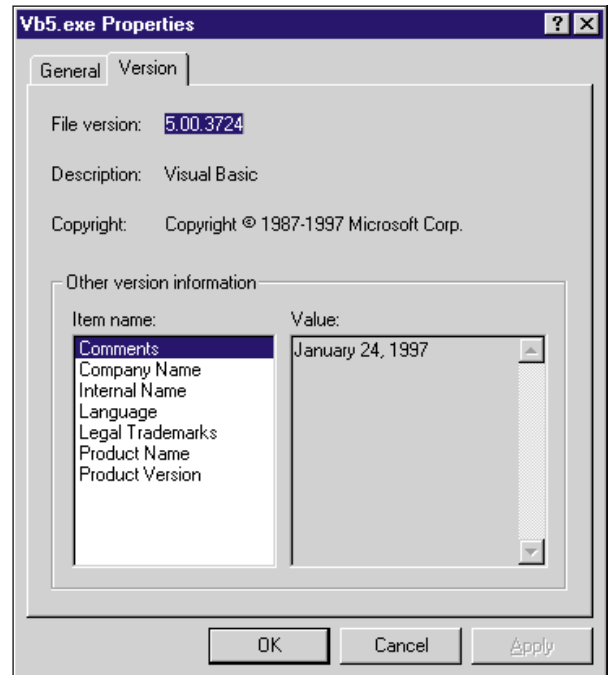 Vb5.exe Properties
General Version
File version: 5.00.3724
Description: Visual Basic
Copyright: Copyright © 1987-1997 Microsoft Corp.
Other version information
Item name: Value:
Comments January 24, 1997
Company Name
Internal Name
Language
Legal Trademarks
Product Name
Product Version
OK Cancel Apply